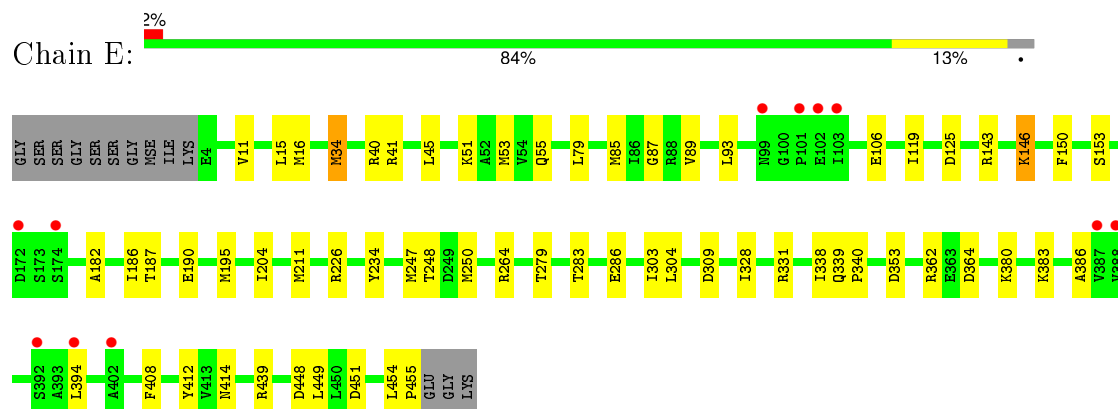 2%
Chain E:
84% 13% •
GLY SER SER GLY SER SER GLY MSE ILE LYS E4 V11 L15 M16 M34 R40 R41 L45 K51 A52 M53 V54 Q55 L79 M85 I86 G87 R88 V89 L93 N99 G100 P101 E102 I103 E106 I119 D125 R143 K146 F150 S153
D172 S173 S174 A182 I186 T187 E190 M195 I204 M211 R226 Y234 M247 T248 D249 M250 R264 T279 T283 E286 I303 L304 D309 I328 R331 I338 Q339 P340 D353 R362 E363 D364 K380 K383 A386 V387
S392 A393 L394 A402 F408 Y412 V413 N414 R439 D448 L449 L450 D451 L454 P455 GLU GLY LYS